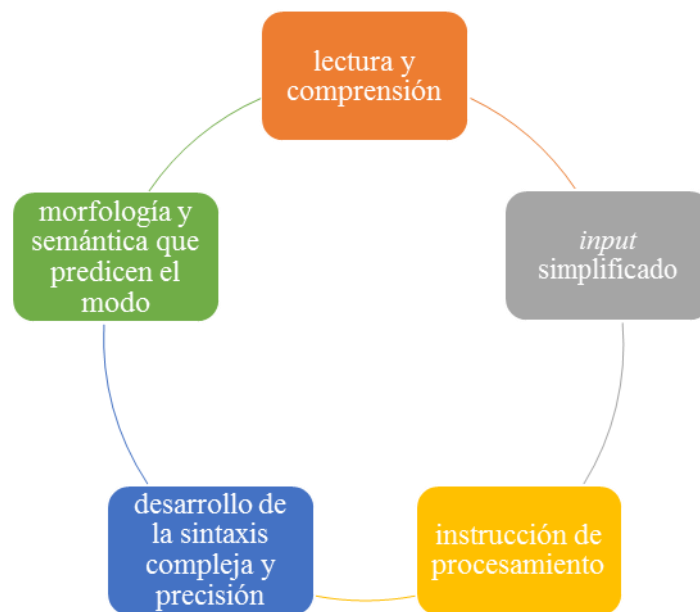 lectura y
comprensión
input
simplificado
instrucción de
procesamiento
desarrollo de
la sintaxis
compleja y
precisión
morfología y
semántica que
predicen el
modo